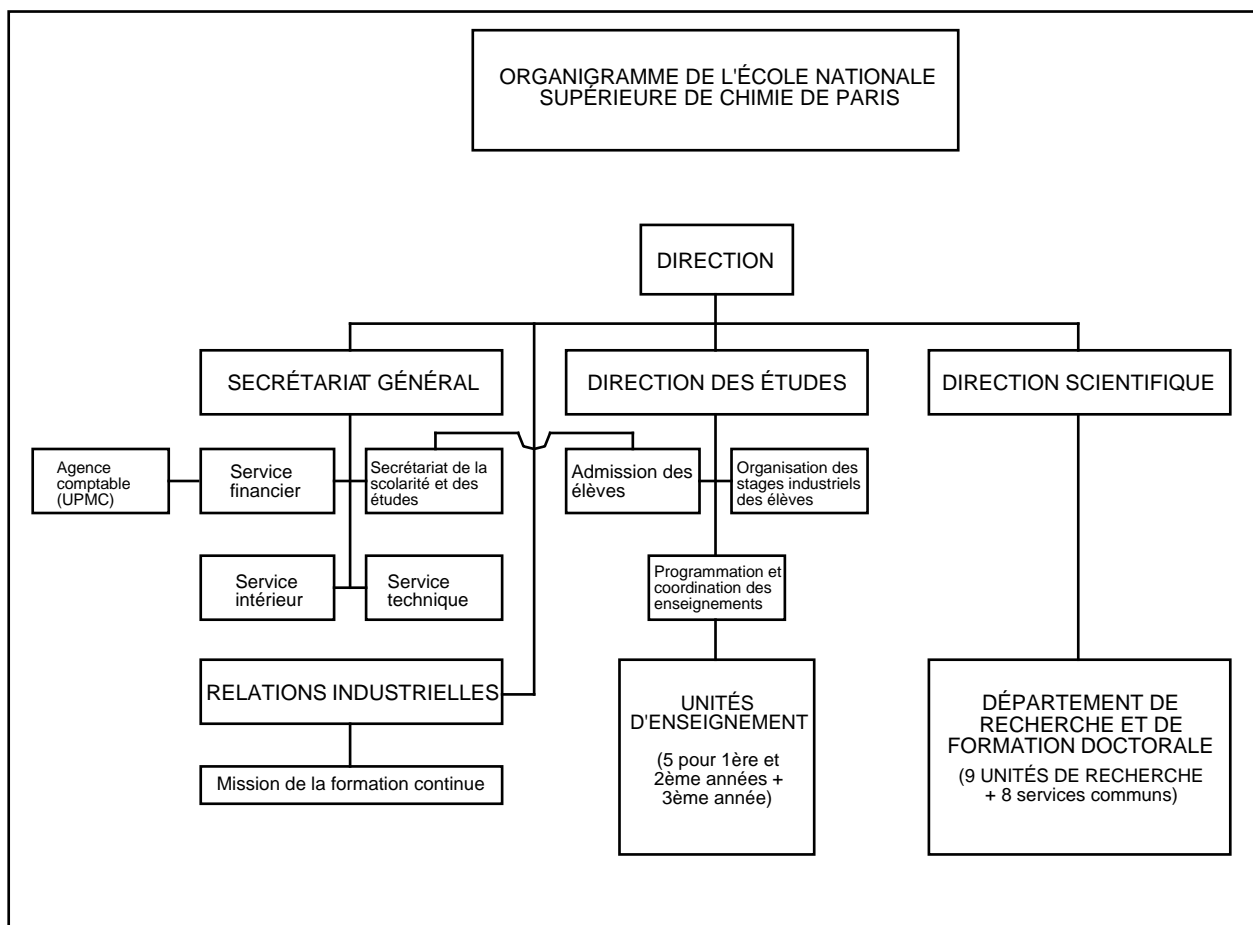 ORGANIGRAMME DE L'ÉCOLE NATIONALE
SUPÉRIEURE DE CHIMIE DE PARIS
DIRECTION
SECRÉTARIAT GÉNÉRAL
DIRECTION DES ÉTUDES
DIRECTION SCIENTIFIQUE
Agence
comptable
(UPMC)
Service
financier
Secrétariat de la
scolarité et des
études
Admission des
élèves
Organisation des
stages industriels
des élèves
Service
intérieur
Service
technique
Programmation et
coordination des
enseignements
RELATIONS INDUSTRIELLES
Mission de la formation continue
UNITÉS
D'ENSEIGNEMENT
(5 pour 1ère et
2ème années +
3ème année)
DÉPARTEMENT DE
RECHERCHE ET DE
FORMATION DOCTORALE
(9 UNITÉS DE RECHERCHE
+ 8 services communs)